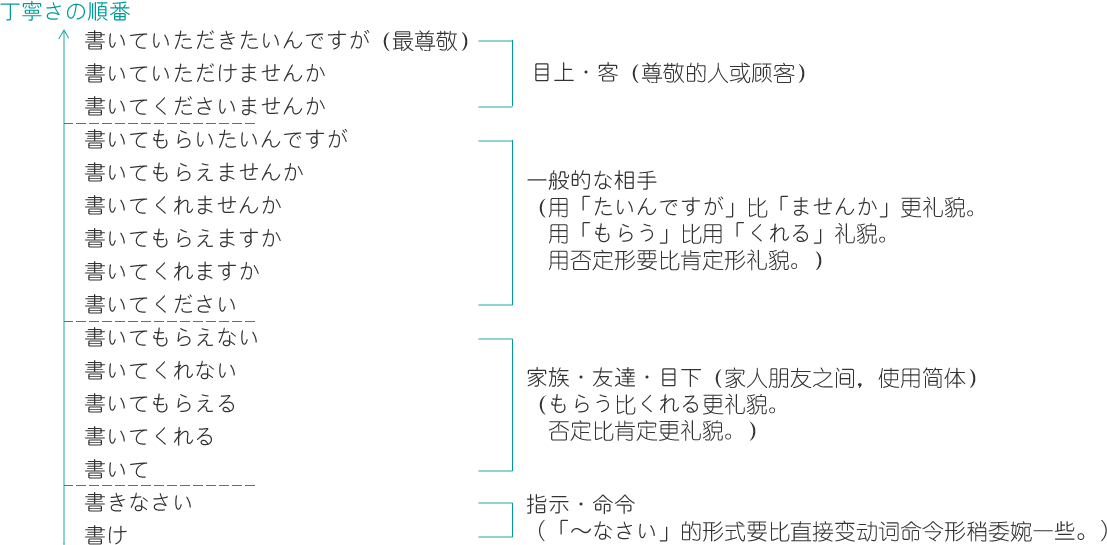 丁寧さの順番
書いていただきたいんですが（最尊敬）
書いていただけませんか
書いてくださいませんか
目上・客（尊敬的人或顾客）
書いてもらいたいんですが
書いてもらえませんか
書いてくれませんか
書いてもらえますか
書いてくれますか
書いてください
一般的な相手
（用「たいんですが」比「ませんか」更礼貌。
用「もらう」比用「くれる」礼貌。
用否定形要比肯定形礼貌。）
書いてもらえない
書いてくれない
書いてもらえる
書いてくれる
書いて
家族・友達・目下（家人朋友之间，使用简体）
（もらう比くれる更礼貌。
否定比肯定更礼貌。）
書きなさい
書け
指示・命令
（「～なさい」的形式要比直接变动词命令形稍委婉一些。）